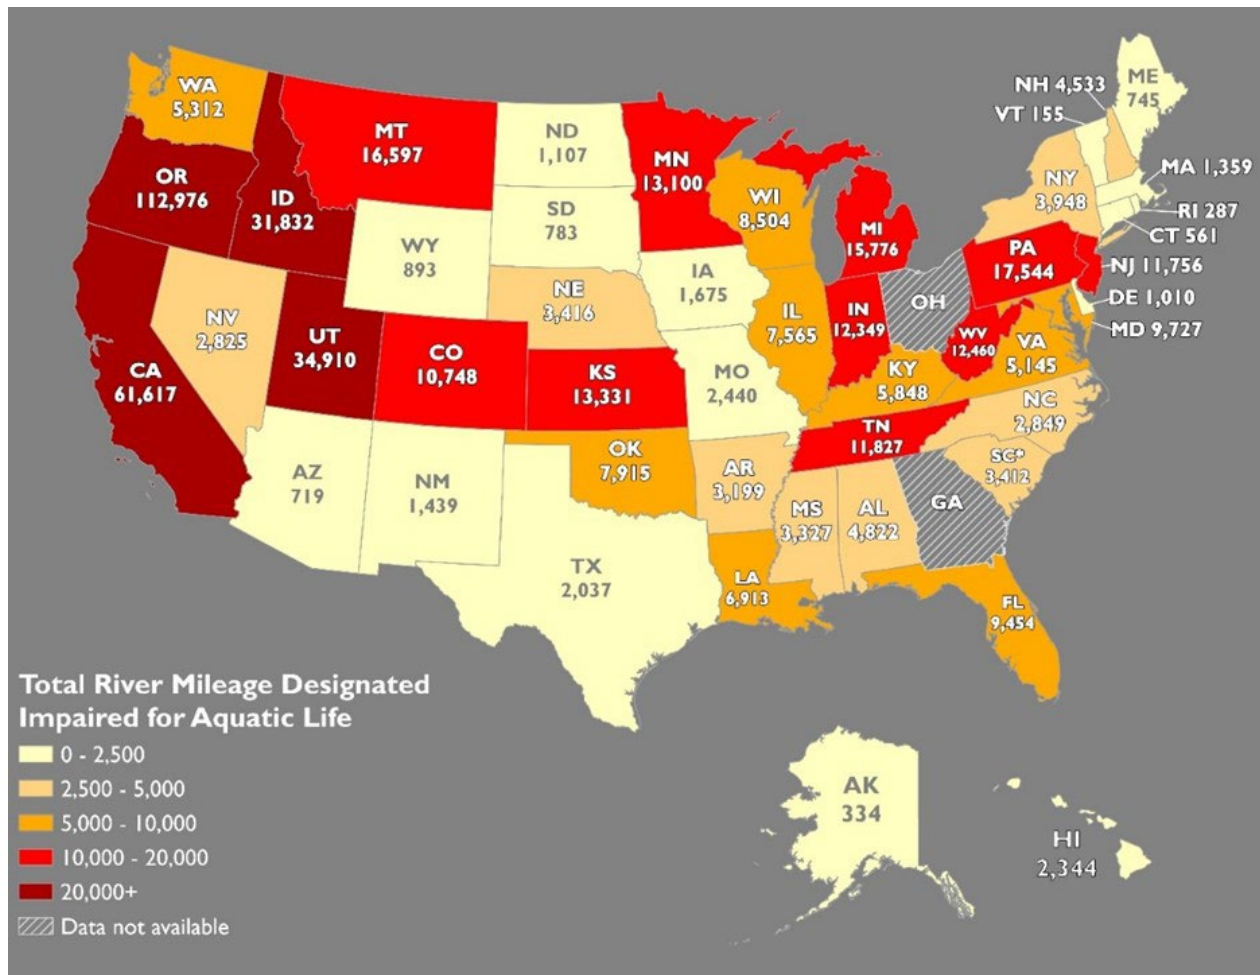 WA
5,312
OR
112,976
ID
31,832
MT
16,597
ND
1,107
MN
13,100
SD
783
WY
893
WI
8,504
MI
15,776
NH 4,533
ME
745
VT 155
MA 1,359
NY
3,948
RI 287
CT 561
PA
17,544
NJ 11,756
DE 1,010
MD 9,727
NV
2,825
CA
61,617
UT
34,910
CO
10,748
NE
3,416
IA
1,675
KS
13,331
MO
2,440
IL
7,565
IN
12,349
OH
WV
12,460
VA
5,145
KY
5,848
NC
2,849
TN
11,827
SC*
3,412
AZ
719
NM
1,439
OK
7,915
AR
3,199
MS
3,327
AL
4,822
GA
TX
2,037
LA
6,913
FL
9,454
Total River Mileage Designated
Impaired for Aquatic Life
0 - 2,500
2,500 - 5,000
5,000 - 10,000
10,000 - 20,000
20,000+
Data not available
AK
334
HI
2,344